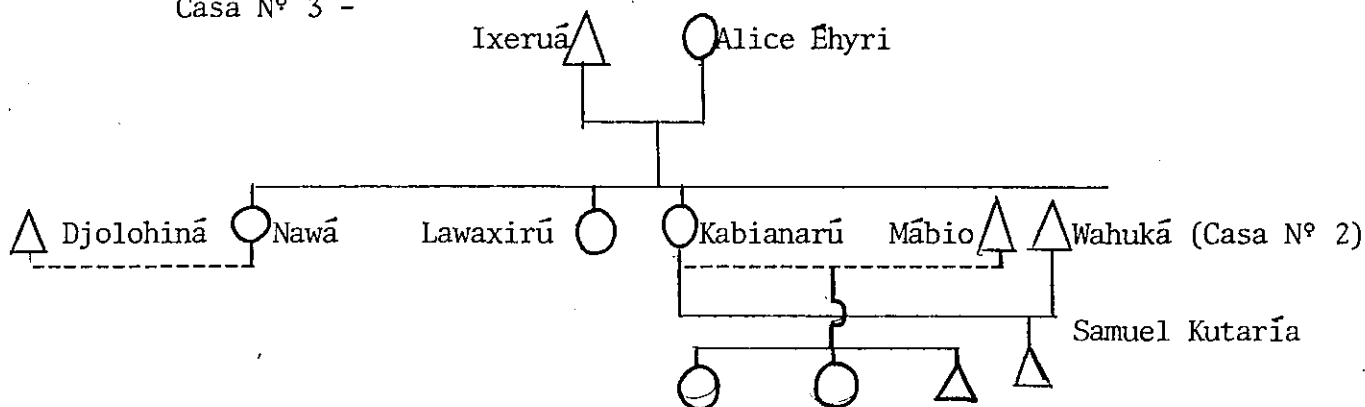 Casa Nº 3 -
Ixeruá Alice Éhyri
Djolohiná Nawá Lawaxirú Kabianarú Mábio Wahuká (Casa Nº 2)
Samuel Kutaría